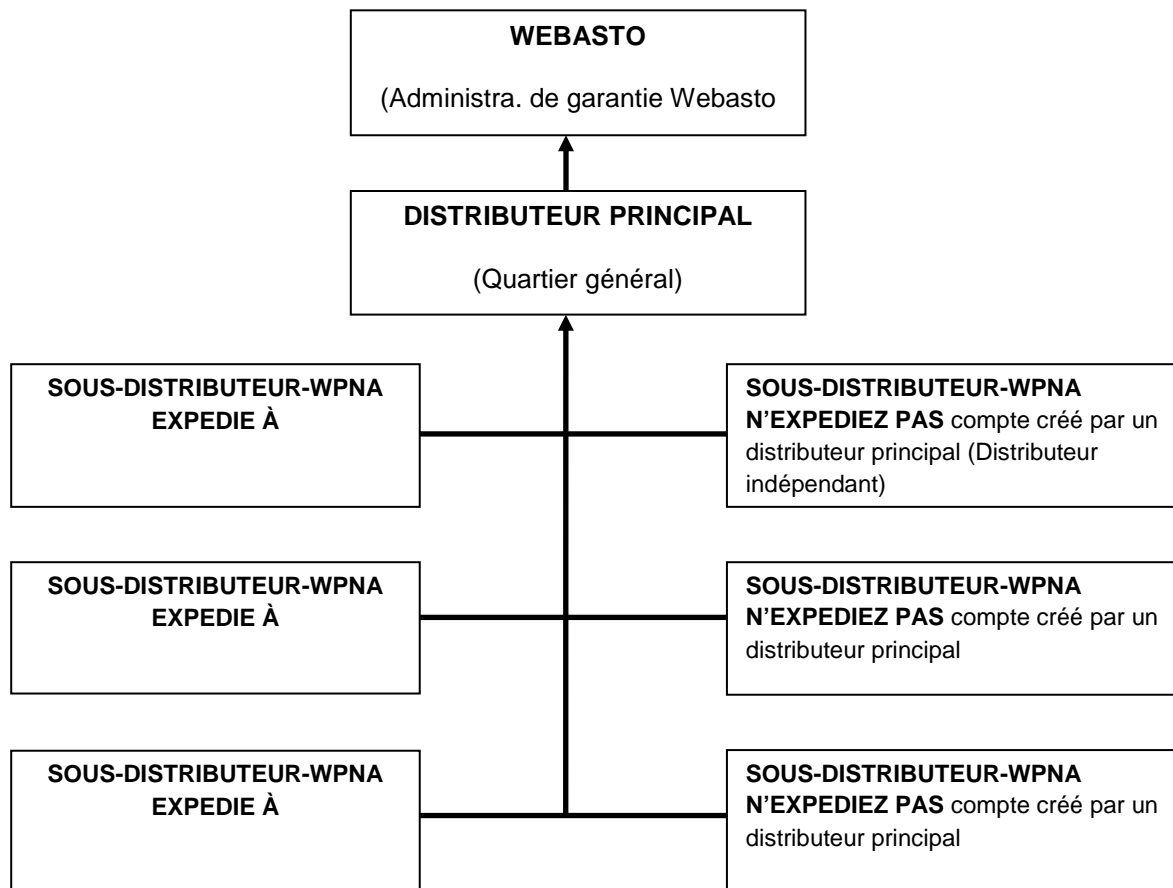 WEBASTO
(Administra. de garantie Webasto
DISTRIBUTEUR PRINCIPAL
(Quartier général)
SOUS-DISTRIBUTEUR-WPNA
EXPEDIE À
SOUS-DISTRIBUTEUR-WPNA
N’EXPEDIEZ PAS compte créé par un
distributeur principal (Distributeur
indépendant)
SOUS-DISTRIBUTEUR-WPNA
EXPEDIE À
SOUS-DISTRIBUTEUR-WPNA
N’EXPEDIEZ PAS compte créé par un
distributeur principal
SOUS-DISTRIBUTEUR-WPNA
EXPEDIE À
SOUS-DISTRIBUTEUR-WPNA
N’EXPEDIEZ PAS compte créé par un
distributeur principal